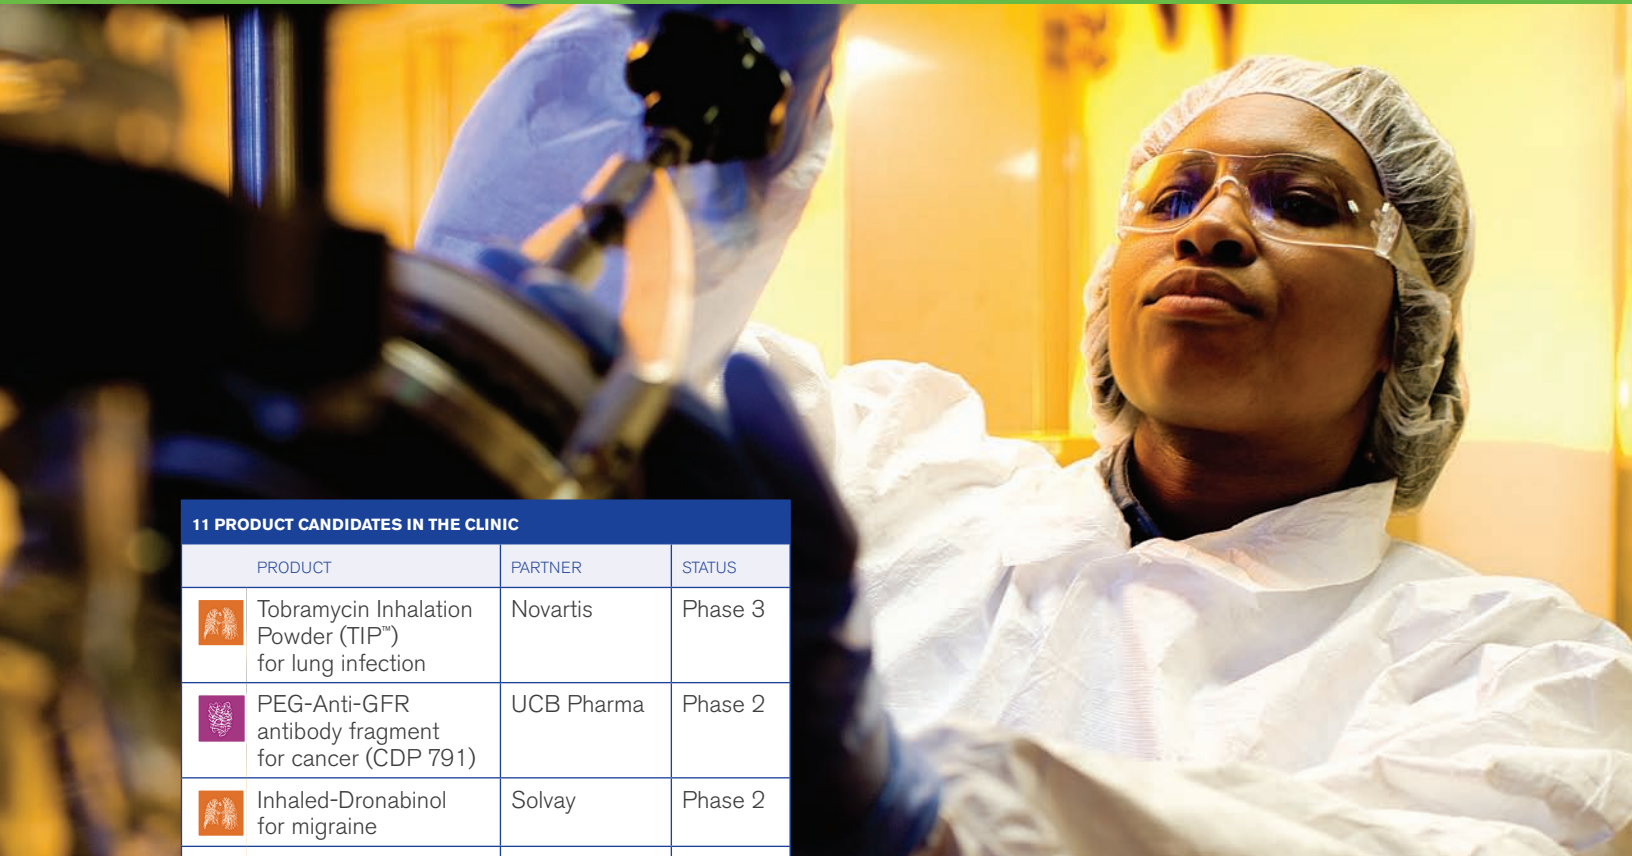 11 PRODUCT CANDIDATES IN THE CLINIC
PRODUCT PARTNER STATUS
Tobramycin Inhalation Novartis Phase 3
Powder (TIP™)
for lung infection
PEG-Anti-GFR UCB Pharma Phase 2
antibody fragment
for cancer (CDP 791)
Inhaled-Dronabinol Solvay Phase 2
for migraine